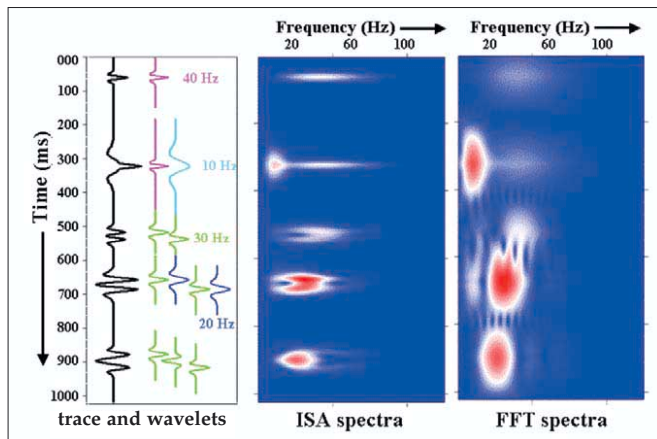 Frequency (Hz)
20 60 100
Frequency (Hz)
20 60 100
Time (ms)
000
100
200
300
400
500
600
700
800
900
1000
40 Hz
10 Hz
30 Hz
20 Hz
trace and wavelets
ISA spectra
FFT spectra